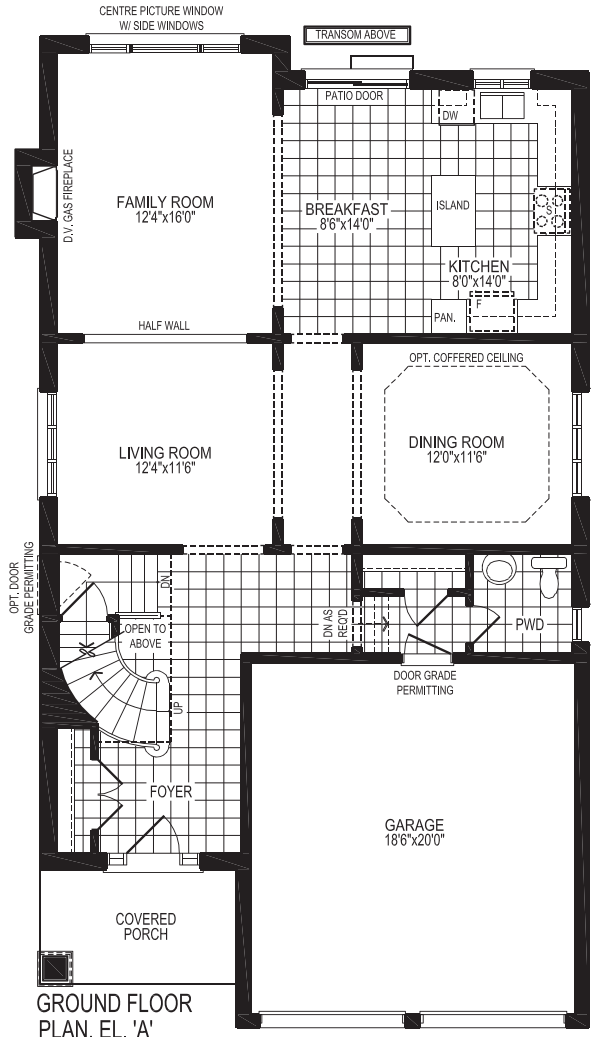 CENTRE PICTURE WINDOW
W/ SIDE WINDOWS
TRANSOM ABOVE
PATIO DOOR
DW
D.V. GAS FIREPLACE
FAMILY ROOM
12'4"x16'0"
BREAKFAST
8'6"x14'0"
ISLAND
S
KITCHEN
8'0"x14'0"
PAN.
F
HALF WALL
OPT. COFFERED CEILING
LIVING ROOM
12'4"x11'6"
DINING ROOM
12'0"x11'6"
OPT. DOOR
GRADE PERMITTING
DN
OPEN TO
ABOVE
DN AS
REQ'D
PWD
UP
DOOR GRADE
PERMITTING
FOYER
GARAGE
18'6"x20'0"
COVERED
PORCH
GROUND FLOOR
PLAN, EL. 'A'